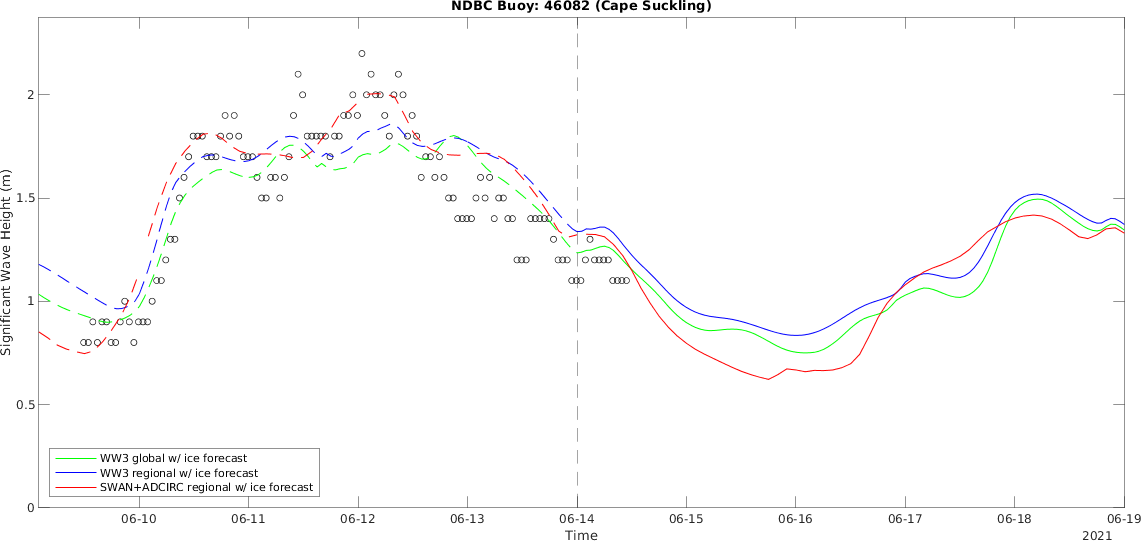 NDBC Buoy: 46082 (Cape Suckling)
Significant Wave Height (m)
2
1.5
1
0.5
0
WW3 global w/ ice forecast
WW3 regional w/ ice forecast
SWAN+ADCIRC regional w/ ice forecast
06-10 06-11 06-12 06-13 06-14 06-15 06-16 06-17 06-18 06-19
Time
2021